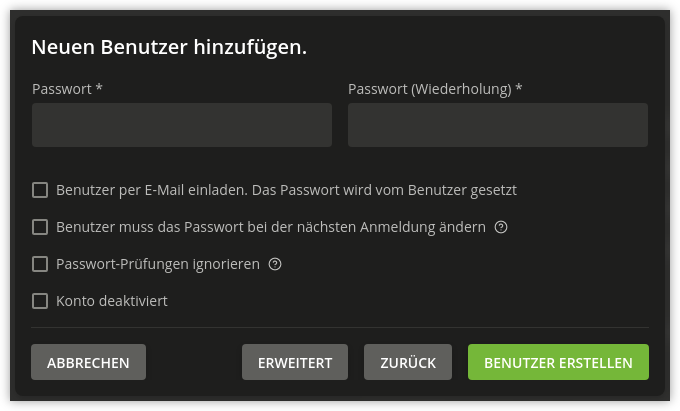 Neuen Benutzer hinzufügen.
Passwort * Passwort (Wiederholung) *
Benutzer per E-Mail einladen. Das Passwort wird vom Benutzer gesetzt
Benutzer muss das Passwort bei der nächsten Anmeldung ändern ?
Passwort-Prüfungen ignorieren ?
Konto deaktiviert
ABBRECHEN ERWEITERT ZURÜCK BENUTZER ERSTELLEN